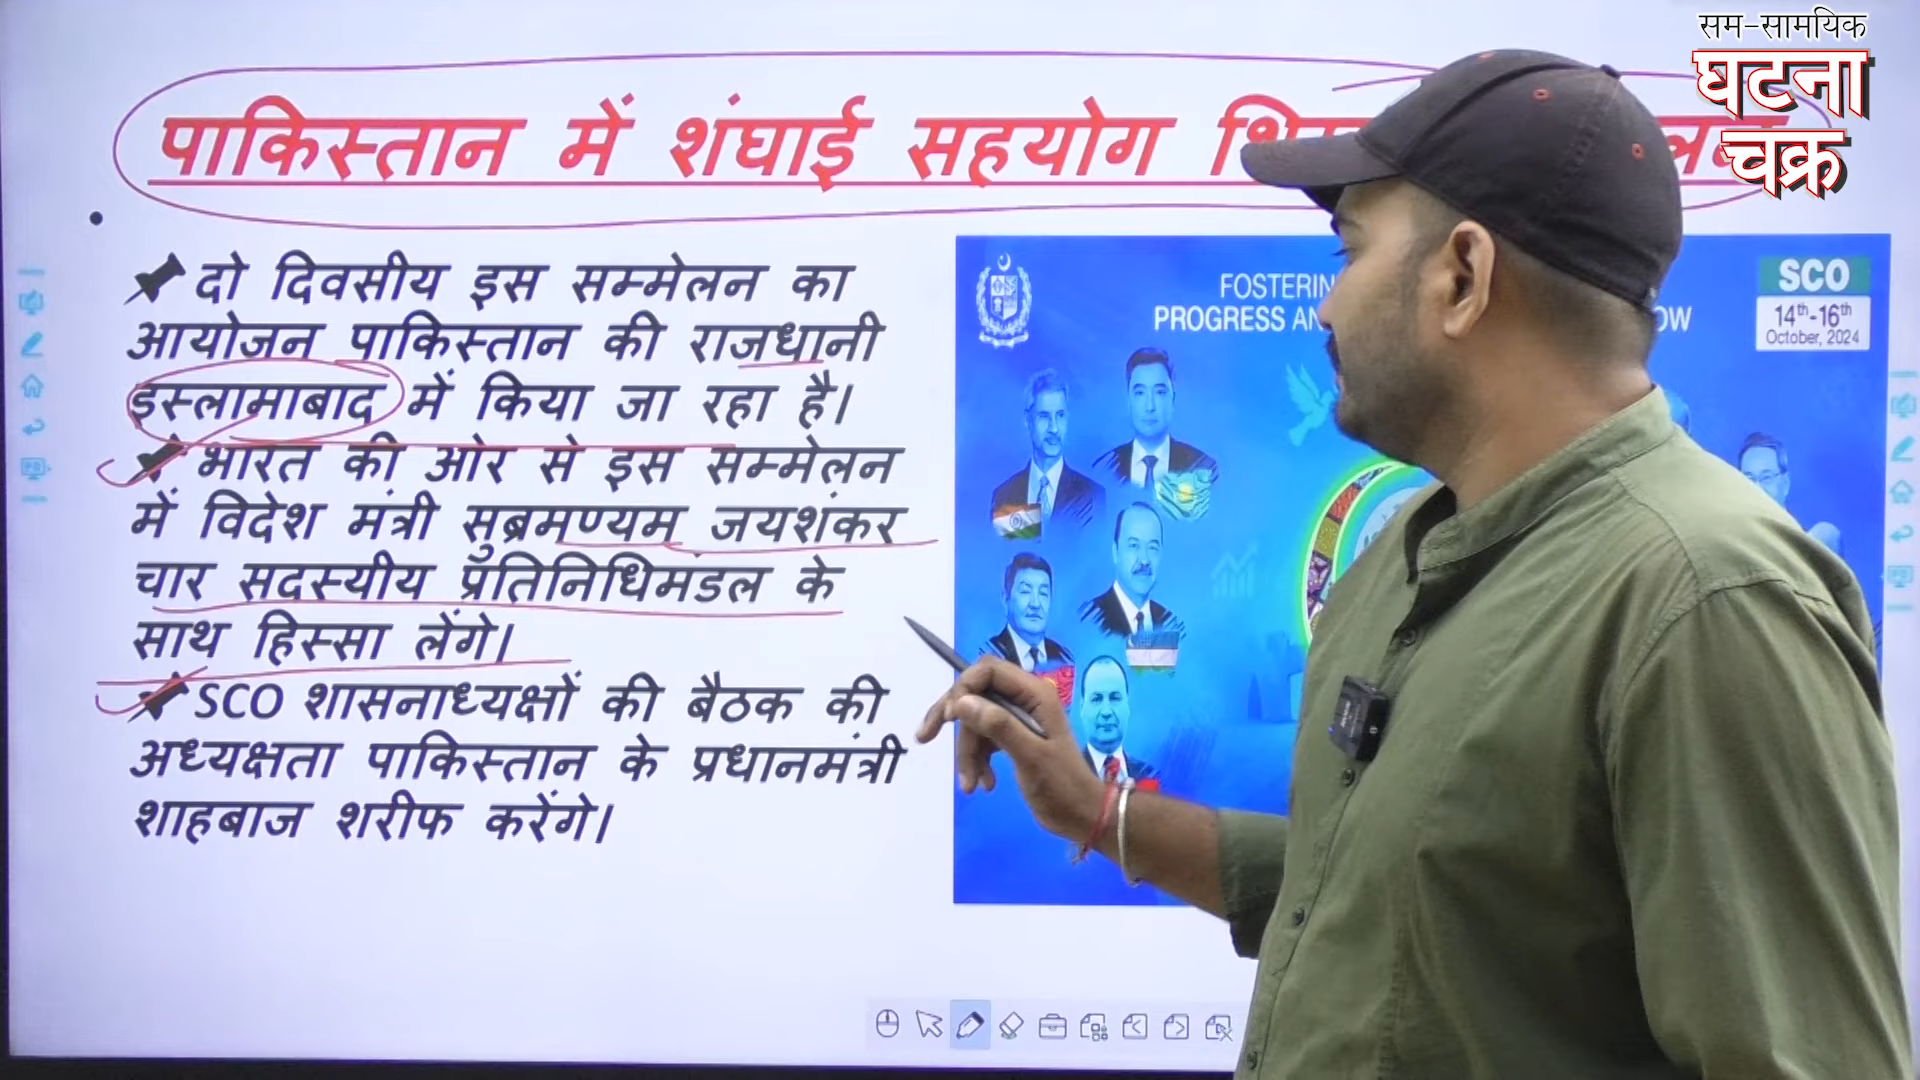 सम-सामयिक
घटना
चक्र
पाकिस्तान में शंघाई सहयोग
दो दिवसीय इस सम्मेलन का
आयोजन पाकिस्तान की राजधानी
इस्लामाबाद में किया जा रहा है।
भारत की ओर से इस सम्मेलन
में विदेश मंत्री सुब्रमण्यम जयशंकर
चार सदस्यीय प्रतिनिधिमंडल के
साथ हिस्सा लेंगे।
SCO शासनाध्यक्षों की बैठक की
अध्यक्षता पाकिस्तान के प्रधानमंत्री
शाहबाज शरीफ करेंगे।
PROGRESS
SCO
14th-16th
October, 2024